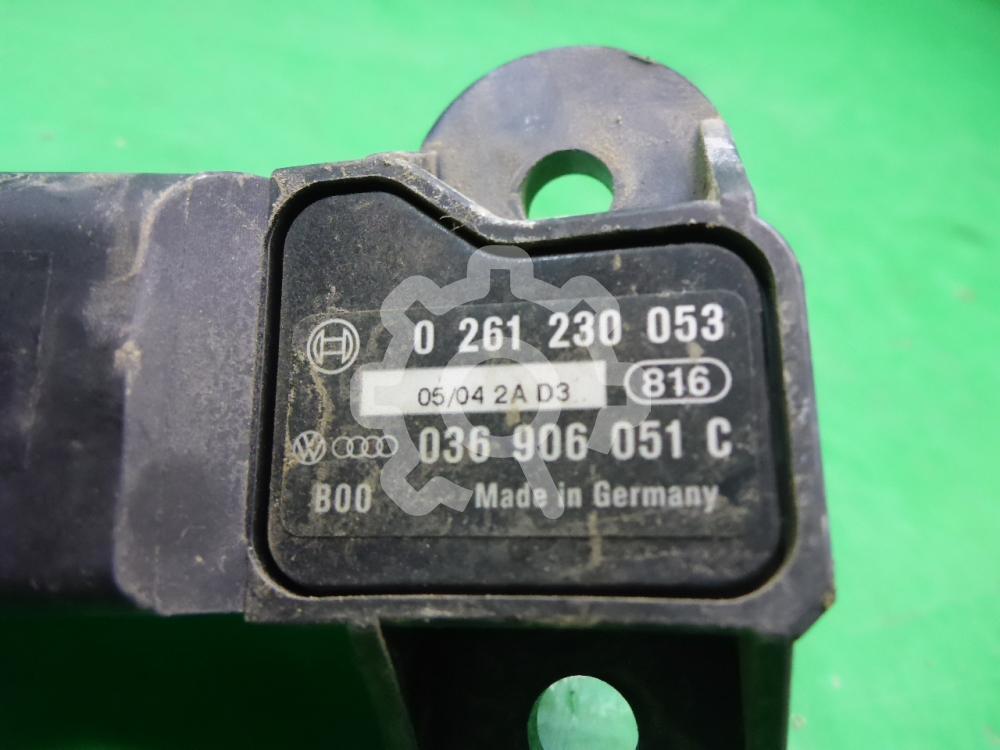 0 261 230 053
05/04 2A D3
816
036 906 051 C
B00
Made in Germany